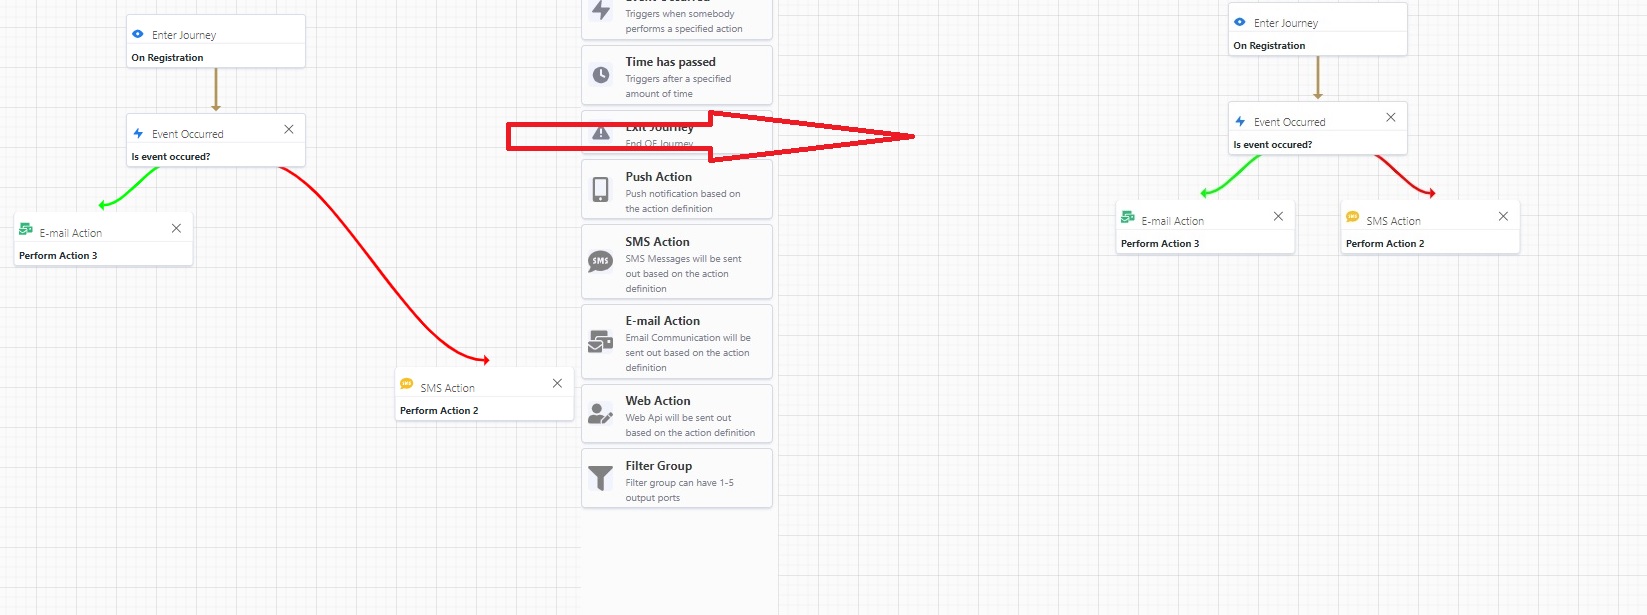 Enter Journey
On Registration
Event Occurred
Is event occured?
E-mail Action
Perform Action 3
SMS
SMS Action
Perform Action 2
Event Occurred
Triggers when somebody
performs a specified action
Time has passed
Triggers after a specified
amount of time
Exit Journey
End OF Journey
Push Action
Push notification based on
the action definition
SMS
SMS Action
SMS Messages will be sent
out based on the action
definition
E-mail Action
Email Communication will be
sent out based on the action
definition
Web Action
Web Api will be sent out
based on the action definition
Filter Group
Filter group can have 1-5
output ports
Enter Journey
On Registration
Event Occurred
Is event occured?
E-mail Action
Perform Action 3
SMS
SMS Action
Perform Action 2